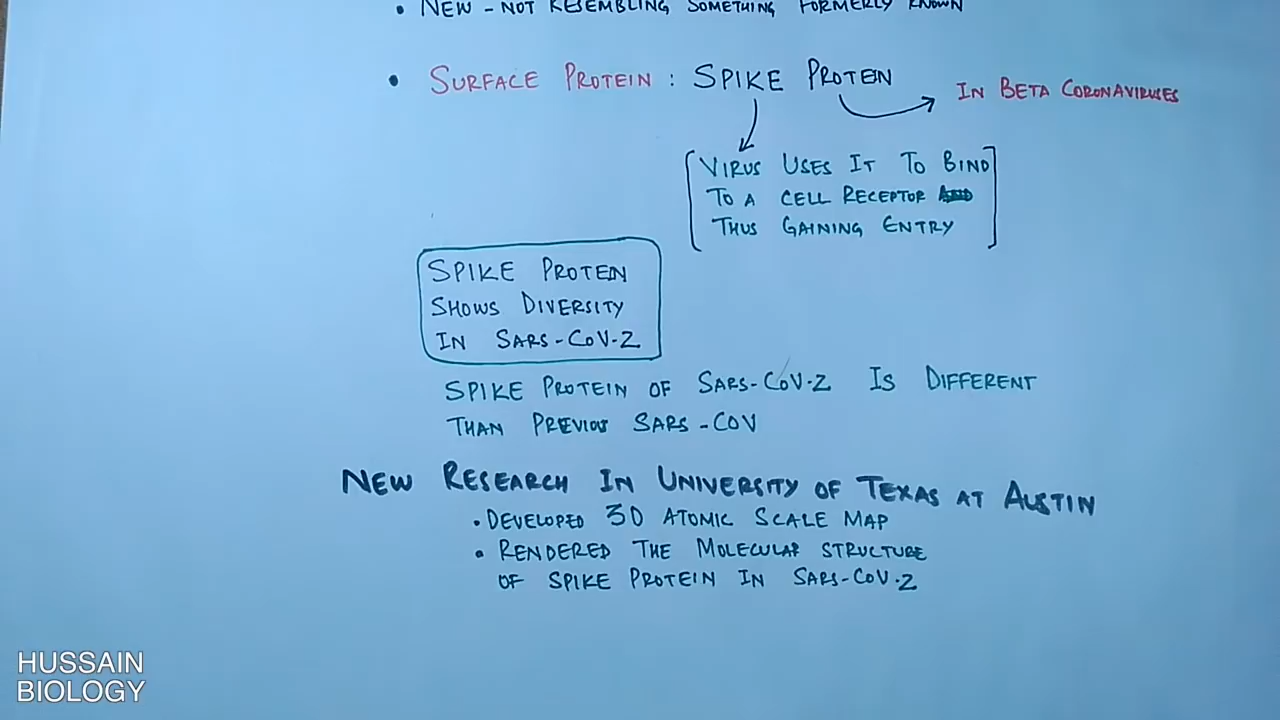 • NEW - NOT RESEMBLING SOMETHING FORMERLY KNOWN
• SURFACE PROTEIN : SPIKE PROTEIN
IN BETA CORONAVIRUSES
[VIRUS USES IT TO BIND
TO A CELL RECEPTOR
THUS GAINING ENTRY]
SPIKE PROTEIN
SHOWS DIVERSITY
IN SARS-COV-2
SPIKE PROTEIN OF SARS-COV-2 IS DIFFERENT
THAN PREVIOUS SARS-COV
NEW RESEARCH IN UNIVERSITY OF TEXAS AT AUSTIN
• DEVELOPED 3D ATOMIC SCALE MAP
• RENDERED THE MOLECULAR STRUCTURE
OF SPIKE PROTEIN IN SARS-COV-2
HUSSAIN
BIOLOGY